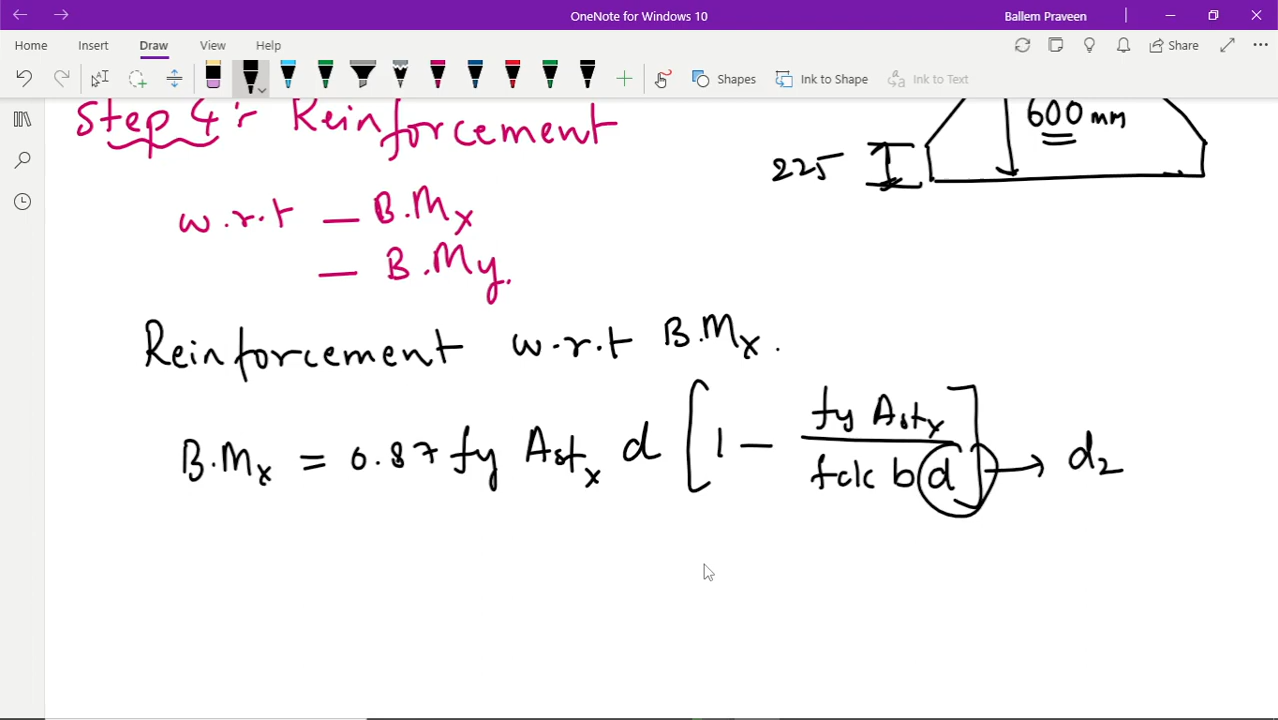 OneNote for Windows 10
Ballem Praveen
Home Insert Draw View Help
Share
Shapes Ink to Shape Ink to Text
Step 4 : Reinforcement
600 mm
225
w.r.t — B.Mx
— B.My.
Reinforcement w.r.t B.Mx.
B.Mx = 0.87 fy Astx d [1 - fy Astx / fck b d] → d2